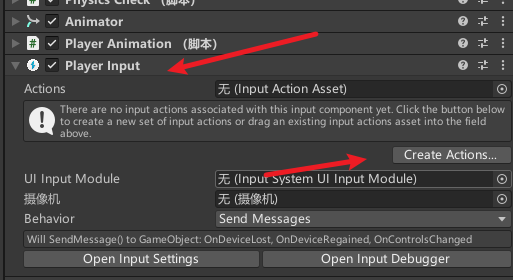 Physics Check (脚本)
Animator
Player Animation (脚本)
Player Input
Actions 无 (Input Action Asset)
There are no input actions associated with this input component yet. Click the button below
to create a new set of input actions or drag an existing input actions asset into the field
above.
Create Actions...
UI Input Module 无 (Input System UI Input Module)
摄像机 无 (摄像机)
Behavior Send Messages
Will SendMessage() to GameObject: OnDeviceLost, OnDeviceRegained, OnControlsChanged
Open Input Settings Open Input Debugger